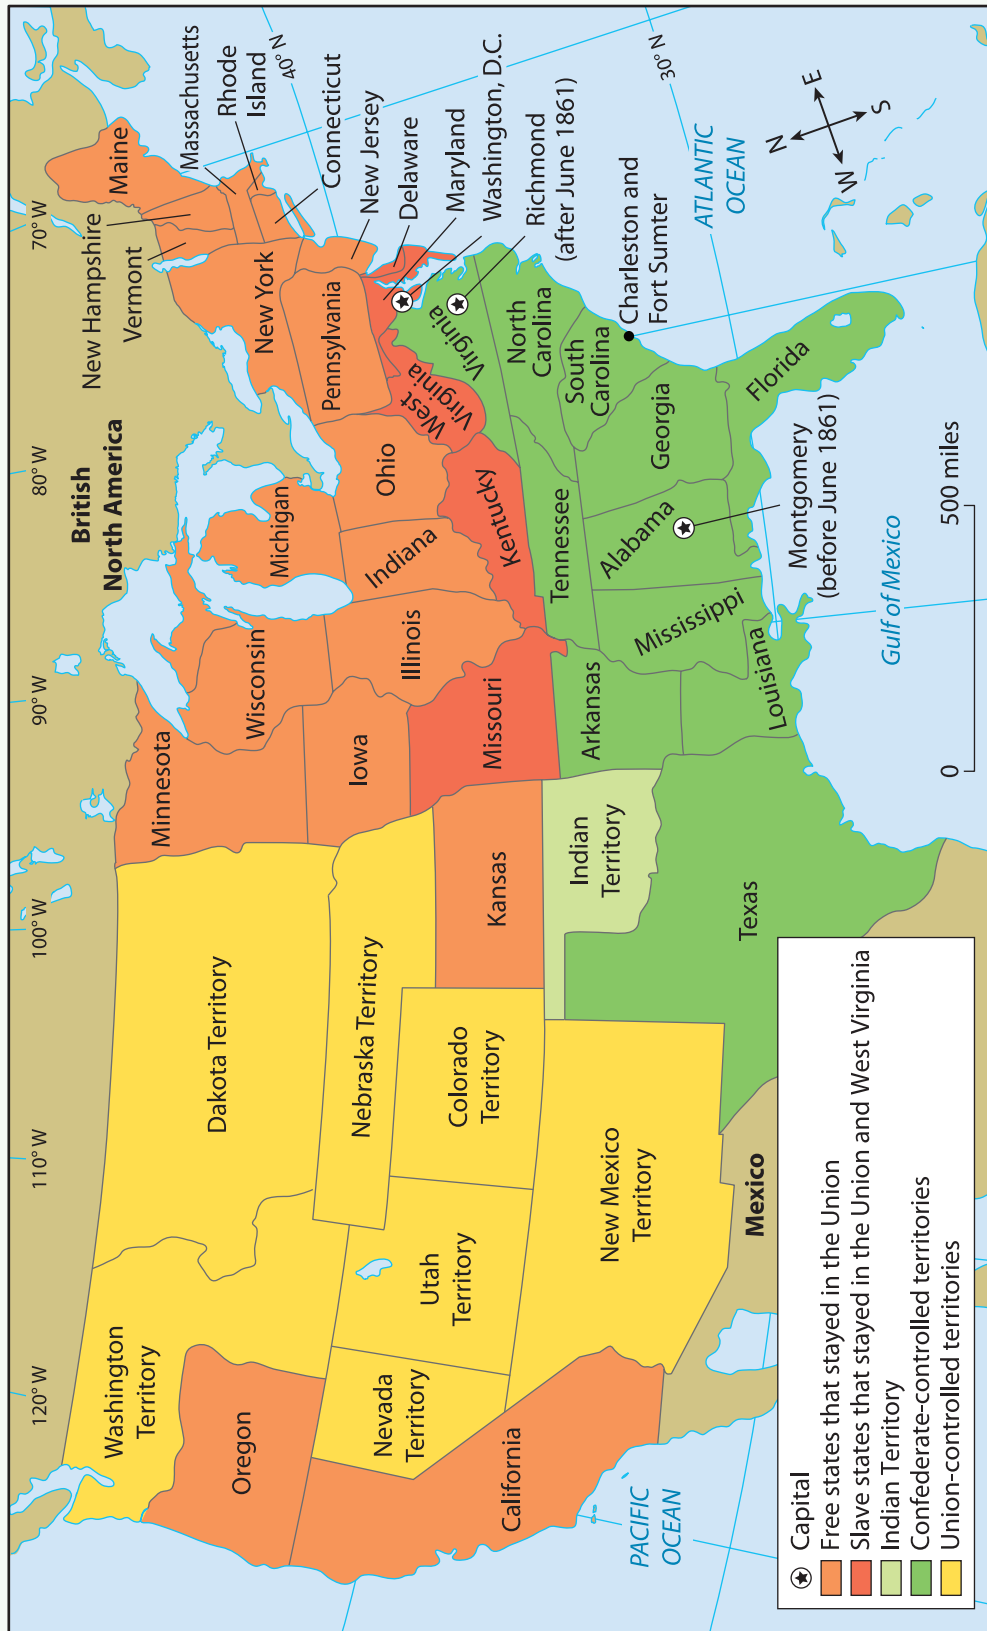 120° W
110° W
100° W
90° W
80° W
70° W
British
North America
Washington
Territory
Oregon
California
Nevada
Territory
Utah
Territory
Dakota Territory
Nebraska Territory
Colorado
Territory
New Mexico
Territory
Kansas
Indian
Territory
Texas
Minnesota
Iowa
Missouri
Arkansas
Louisiana
Wisconsin
Illinois
Michigan
Indiana
Ohio
Kentucky
Tennessee
Mississippi
Alabama
Georgia
Florida
South
Carolina
North
Carolina
Virginia
West
Virginia
Pennsylvania
New York
Vermont
New Hampshire
Maine
Massachusetts
Rhode
Island
40° N
Connecticut
New Jersey
Delaware
Maryland
Washington, D.C.
Richmond
(after June 1861)
Charleston and
Fort Sumter
30° N
ATLANTIC
OCEAN
N
E
S
W
Montgomery
(before June 1861)
Gulf of Mexico
Mexico
PACIFIC
OCEAN
0
500 miles
Capital
Free states that stayed in the Union
Slave states that stayed in the Union and West Virginia
Indian Territory
Confederate-controlled territories
Union-controlled territories